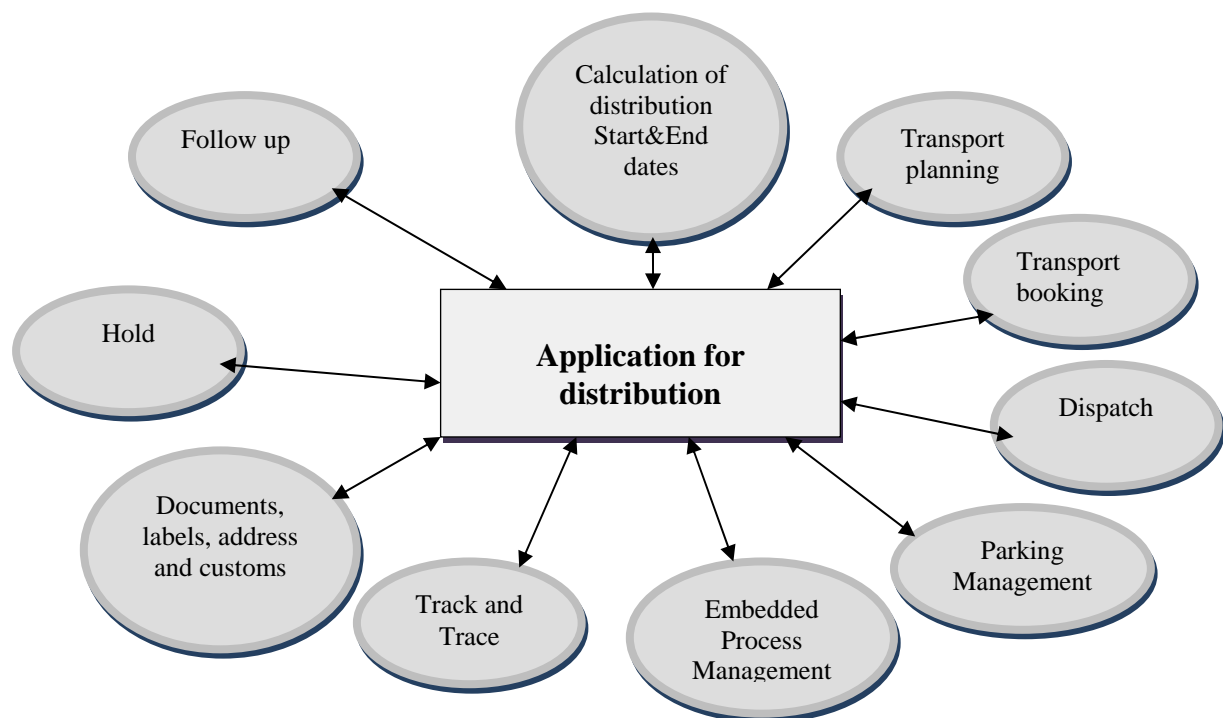 Calculation of
distribution
Start&End
dates
Follow up
Transport
planning
Transport
booking
Hold
Application for
distribution
Dispatch
Documents,
labels, address
and customs
Parking
Management
Track and
Trace
Embedded
Process
Management